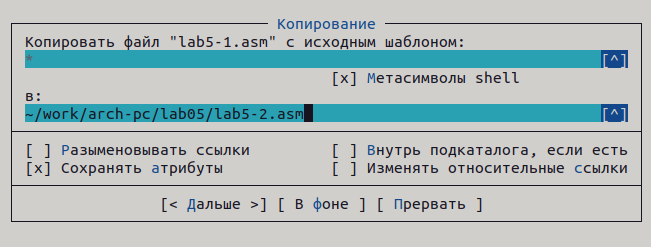 Копирование
Копировать файл "lab5-1.asm" с исходным шаблоном:
* [^]
[x] Метасимволы shell
в:
~/work/arch-pc/lab05/lab5-2.asm [^]
[ ] Разыменовывать ссылки [ ] Внутрь подкаталога, если есть
[x] Сохранять атрибуты [ ] Изменять относительные ссылки
[< Дальше >] [ В фоне ] [ Прервать ]